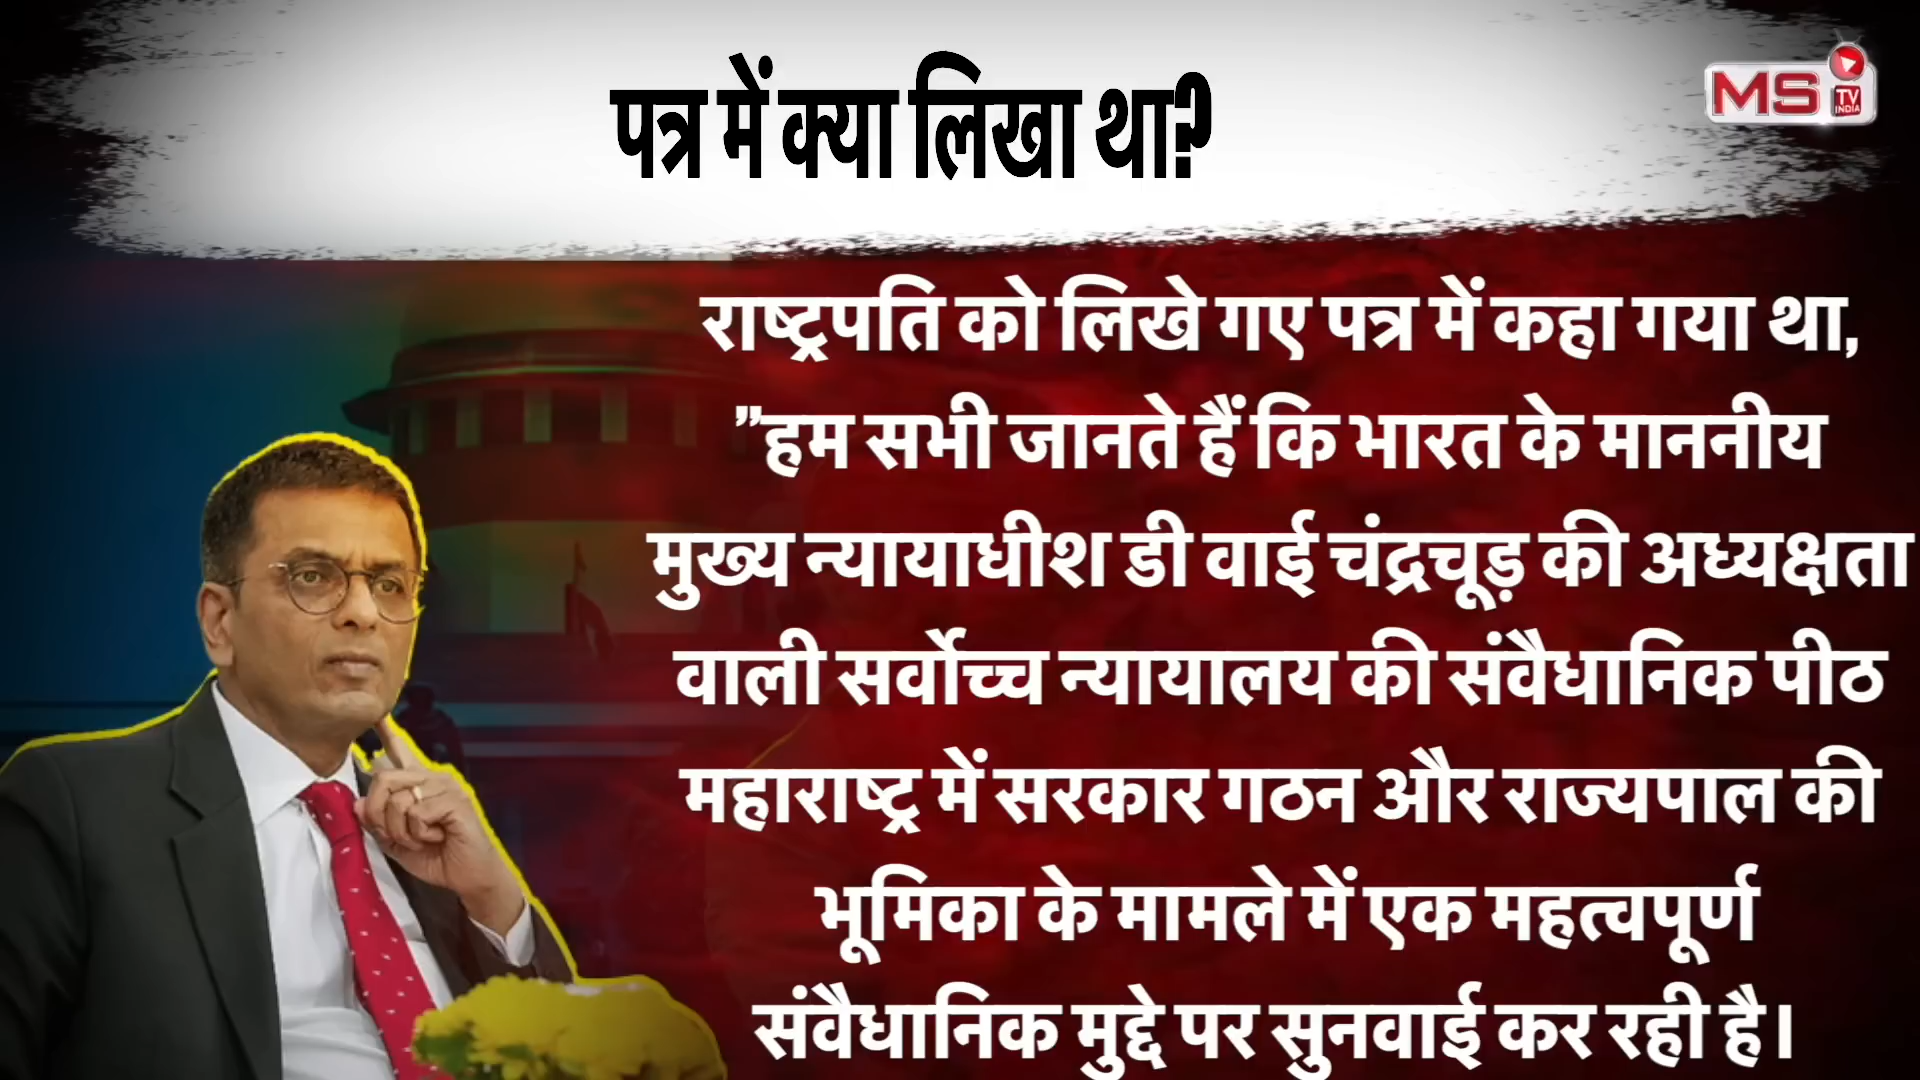 पत्र में क्या लिखा था?
MS
TV
INDIA
राष्ट्रपति को लिखे गए पत्र में कहा गया था,
”हम सभी जानते हैं कि भारत के माननीय
मुख्य न्यायाधीश डी वाई चंद्रचूड़ की अध्यक्षता
वाली सर्वोच्च न्यायालय की संवैधानिक पीठ
महाराष्ट्र में सरकार गठन और राज्यपाल की
भूमिका के मामले में एक महत्वपूर्ण
संवैधानिक मुद्दे पर सुनवाई कर रही है।